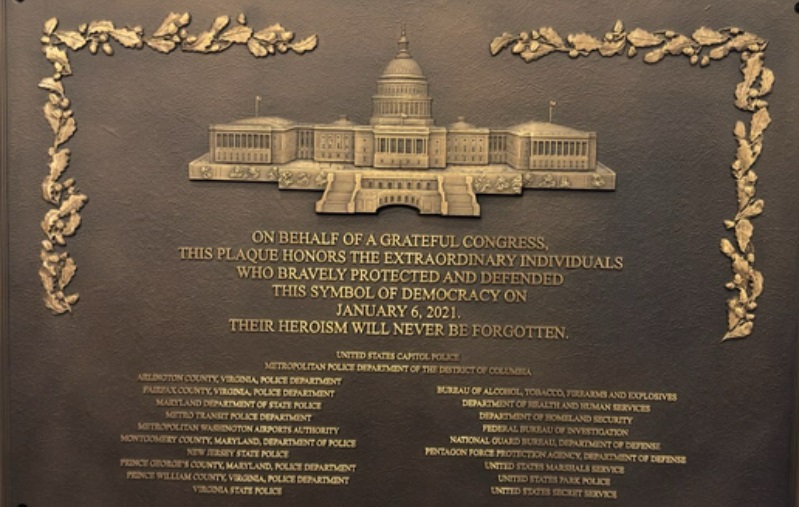 ON BEHALF OF A GRATEFUL CONGRESS,
THIS PLAQUE HONORS THE EXTRAORDINARY INDIVIDUALS
WHO BRAVELY PROTECTED AND DEFENDED
THIS SYMBOL OF DEMOCRACY ON
JANUARY 6, 2021.
THEIR HEROISM WILL NEVER BE FORGOTTEN.
UNITED STATES CAPITOL POLICE
METROPOLITAN POLICE DEPARTMENT OF THE DISTRICT OF COLUMBIA
ARLINGTON COUNTY, VIRGINIA, POLICE DEPARTMENT
FAIRFAX COUNTY, VIRGINIA, POLICE DEPARTMENT
MARYLAND DEPARTMENT OF STATE POLICE
METRO TRANSIT POLICE DEPARTMENT
METROPOLITAN WASHINGTON AIRPORTS AUTHORITY
MONTGOMERY COUNTY, MARYLAND, DEPARTMENT OF POLICE
NEW JERSEY STATE POLICE
PRINCE GEORGE'S COUNTY, MARYLAND, POLICE DEPARTMENT
PRINCE WILLIAM COUNTY, VIRGINIA, POLICE DEPARTMENT
VIRGINIA STATE POLICE
BUREAU OF ALCOHOL, TOBACCO, FIREARMS AND EXPLOSIVES
DEPARTMENT OF HEALTH AND HUMAN SERVICES
DEPARTMENT OF HOMELAND SECURITY
FEDERAL BUREAU OF INVESTIGATION
NATIONAL GUARD BUREAU, DEPARTMENT OF DEFENSE
PENTAGON FORCE PROTECTION AGENCY, DEPARTMENT OF DEFENSE
UNITED STATES MARSHALS SERVICE
UNITED STATES PARK POLICE
UNITED STATES SECRET SERVICE